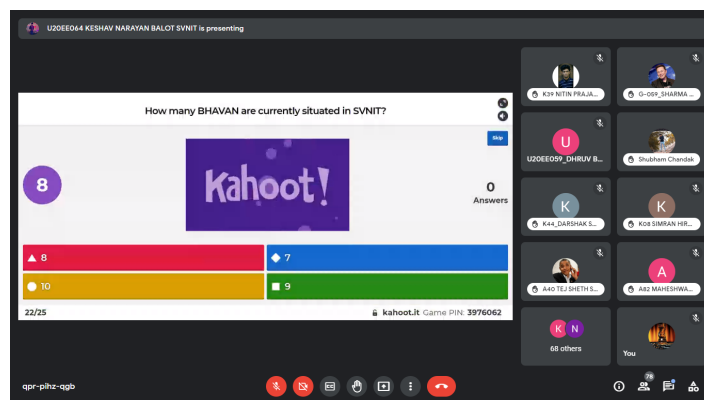 U20EE064 KESHAV NARAYAN BALOT SVNIT is presenting
How many BHAVAN are currently situated in SVNIT?
Skip
8
Kahoot!
0
Answers
8
7
10
9
22/25
kahoot.it Game PIN: 3976062
K39 NITIN PRAJA...
G-059_SHARMA ...
U
U20EE059_DHRUV B...
Shubham Chandak
K
K44_DARSHAK S...
K
K08 SIMRAN HIR...
A40 TEJ SHETH S...
A
A82 MAHESHWA...
K N
68 others
You
qpr-pihz-qgb
78